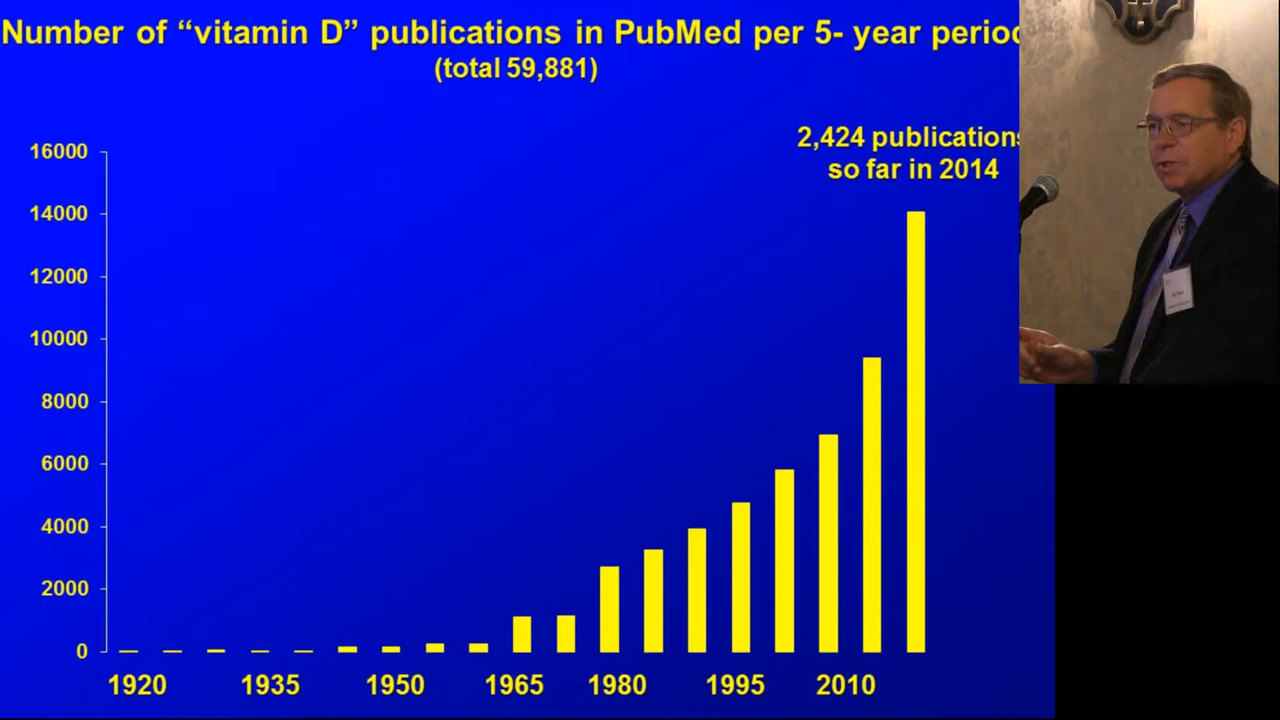 Number of “vitamin D” publications in PubMed per 5- year period
(total 59,881)
2,424 publications
so far in 2014
16000
14000
12000
10000
8000
6000
4000
2000
0
1920 1935 1950 1965 1980 1995 2010